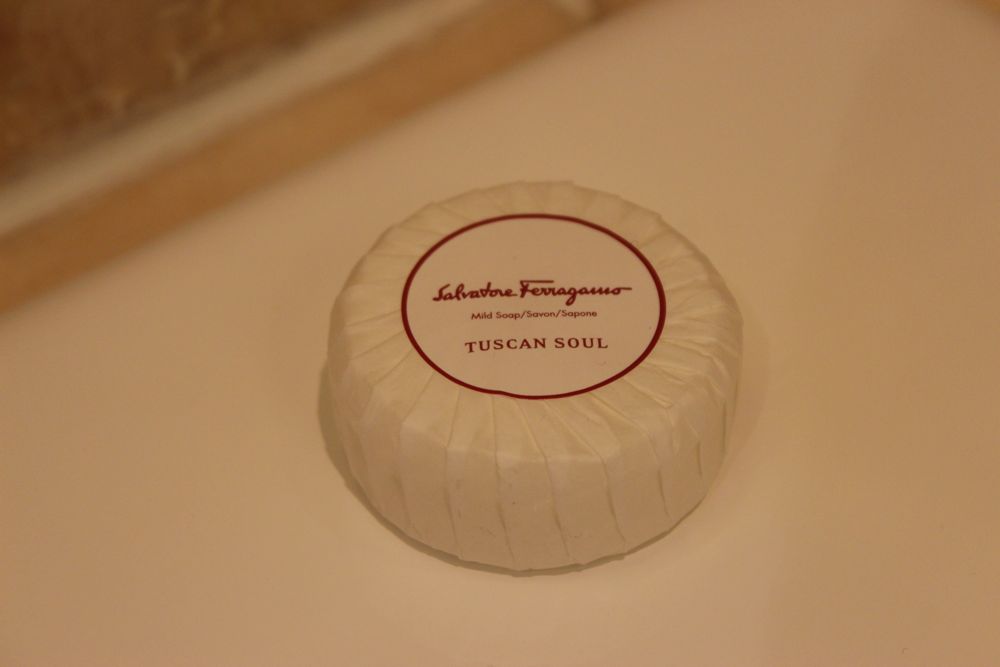 Salvatore Ferragamo
Mild Soap/Savon/Sapone
TUSCAN SOUL